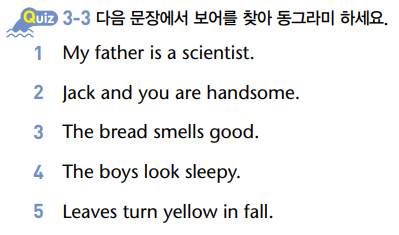 Quiz 3-3 다음 문장에서 보어를 찾아 동그라미 하세요.
1 My father is a scientist.
2 Jack and you are handsome.
3 The bread smells good.
4 The boys look sleepy.
5 Leaves turn yellow in fall.